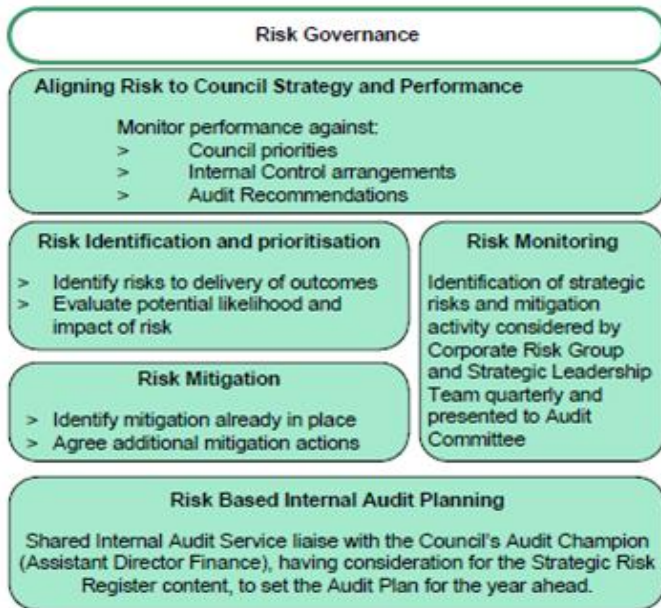 Risk Governance
Aligning Risk to Council Strategy and Performance
Monitor performance against:
> Council priorities
> Internal Control arrangements
> Audit Recommendations
Risk Identification and prioritisation
> Identify risks to delivery of outcomes
> Evaluate potential likelihood and
impact of risk
Risk Mitigation
> Identify mitigation already in place
> Agree additional mitigation actions
Risk Monitoring
Identification of strategic
risks and mitigation
activity considered by
Corporate Risk Group
and Strategic Leadership
Team quarterly and
presented to Audit
Committee
Risk Based Internal Audit Planning
Shared Internal Audit Service liaise with the Council's Audit Champion
(Assistant Director Finance), having consideration for the Strategic Risk
Register content, to set the Audit Plan for the year ahead.